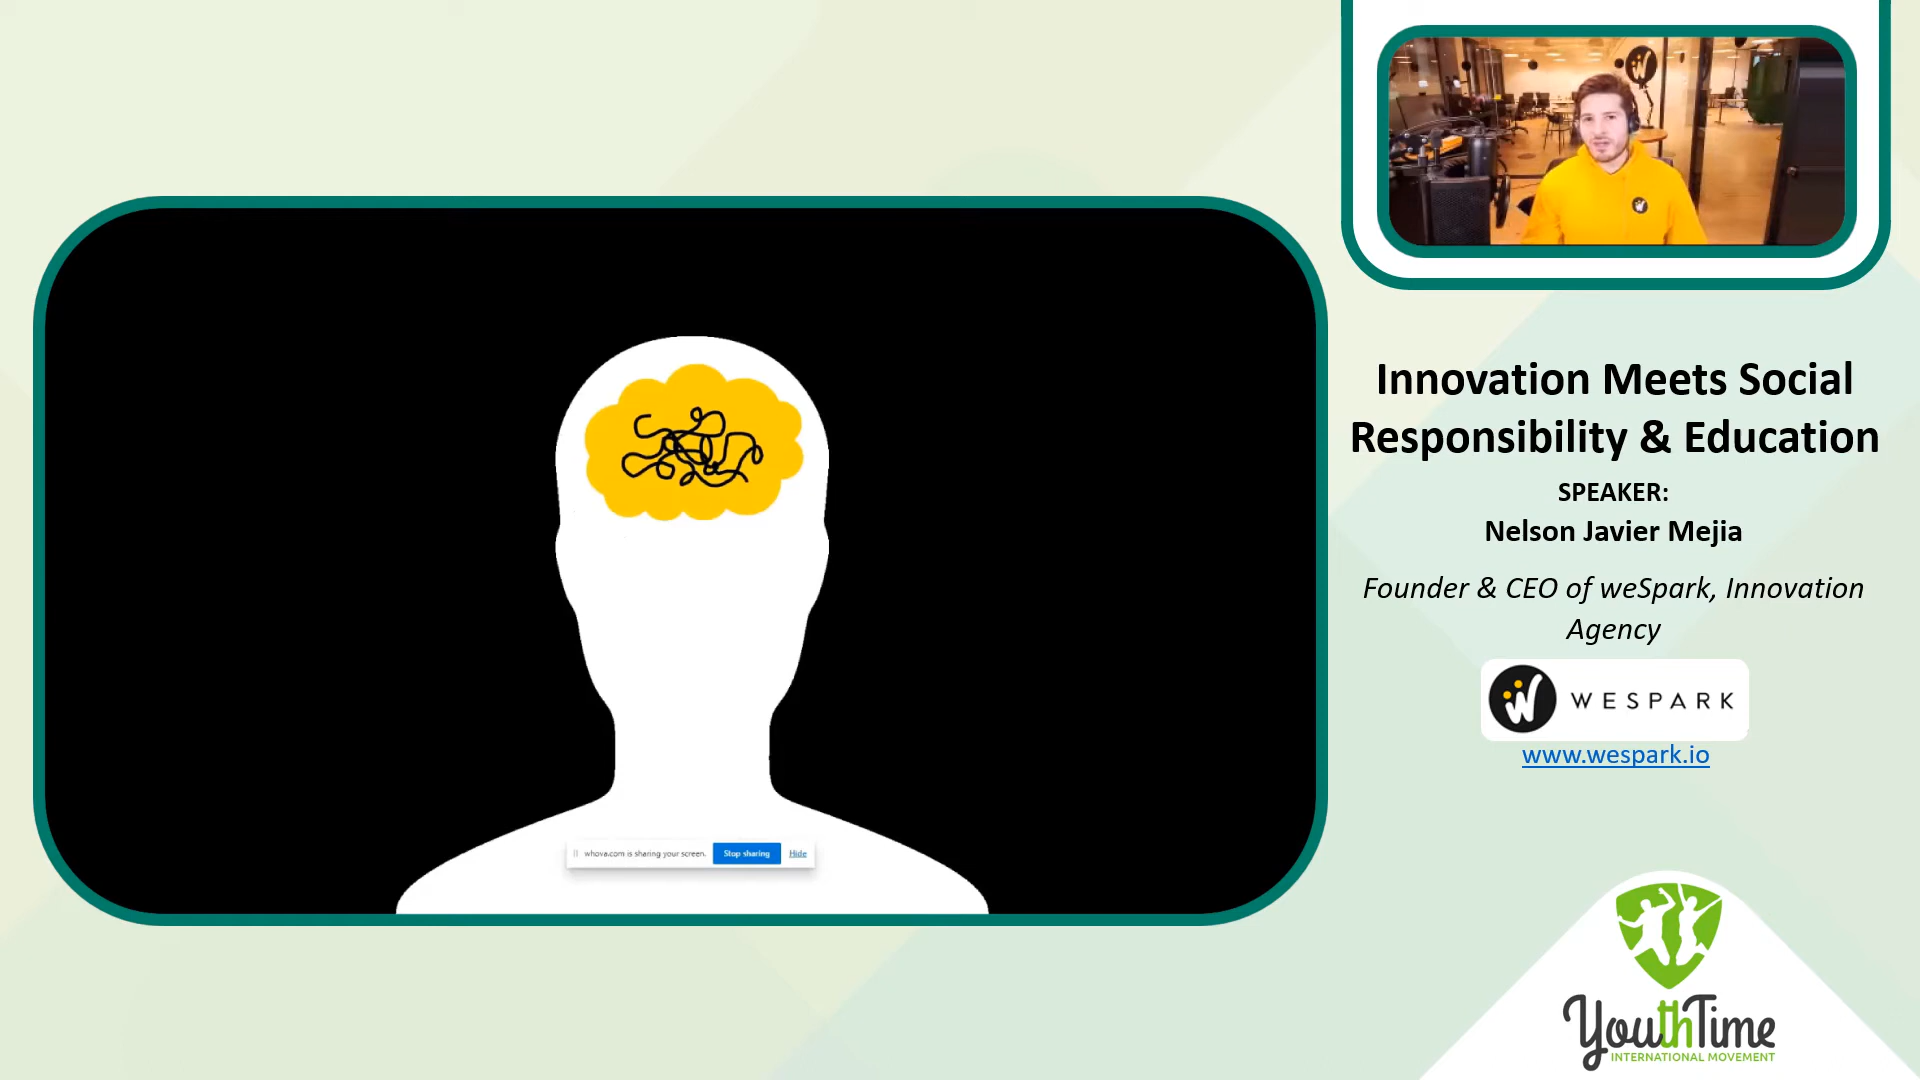 whova.com is sharing your screen.
Stop sharing
Hide
Innovation Meets Social
Responsibility & Education
SPEAKER:
Nelson Javier Mejia
Founder & CEO of weSpark, Innovation
Agency
WESPARK
www.wespark.io
YouthTime
INTERNATIONAL MOVEMENT